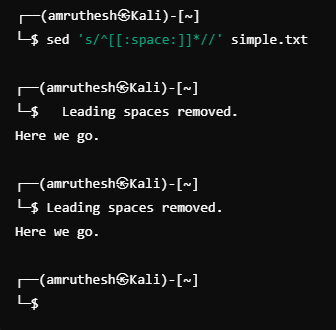 ┌──(amruthesh㉿Kali)-[~]
└─$ sed 's/^[[:space:]]*//' simple.txt
┌──(amruthesh㉿Kali)-[~]
└─$   Leading spaces removed.
Here we go.
┌──(amruthesh㉿Kali)-[~]
└─$ Leading spaces removed.
Here we go.
┌──(amruthesh㉿Kali)-[~]
└─$